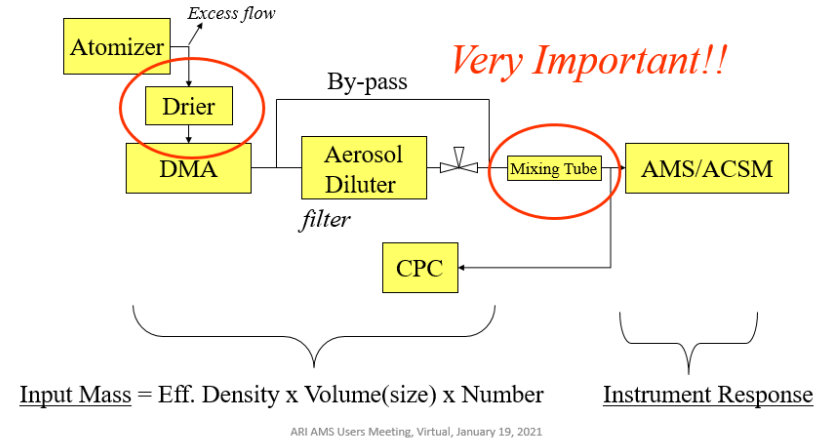 Excess flow
Atomizer
Very Important!!
Drier
By-pass
DMA
Aerosol
Diluter
Mixing Tube
AMS/ACSM
filter
CPC
Input Mass = Eff. Density x Volume(size) x Number
Instrument Response
ARI AMS Users Meeting, Virtual, January 19, 2021